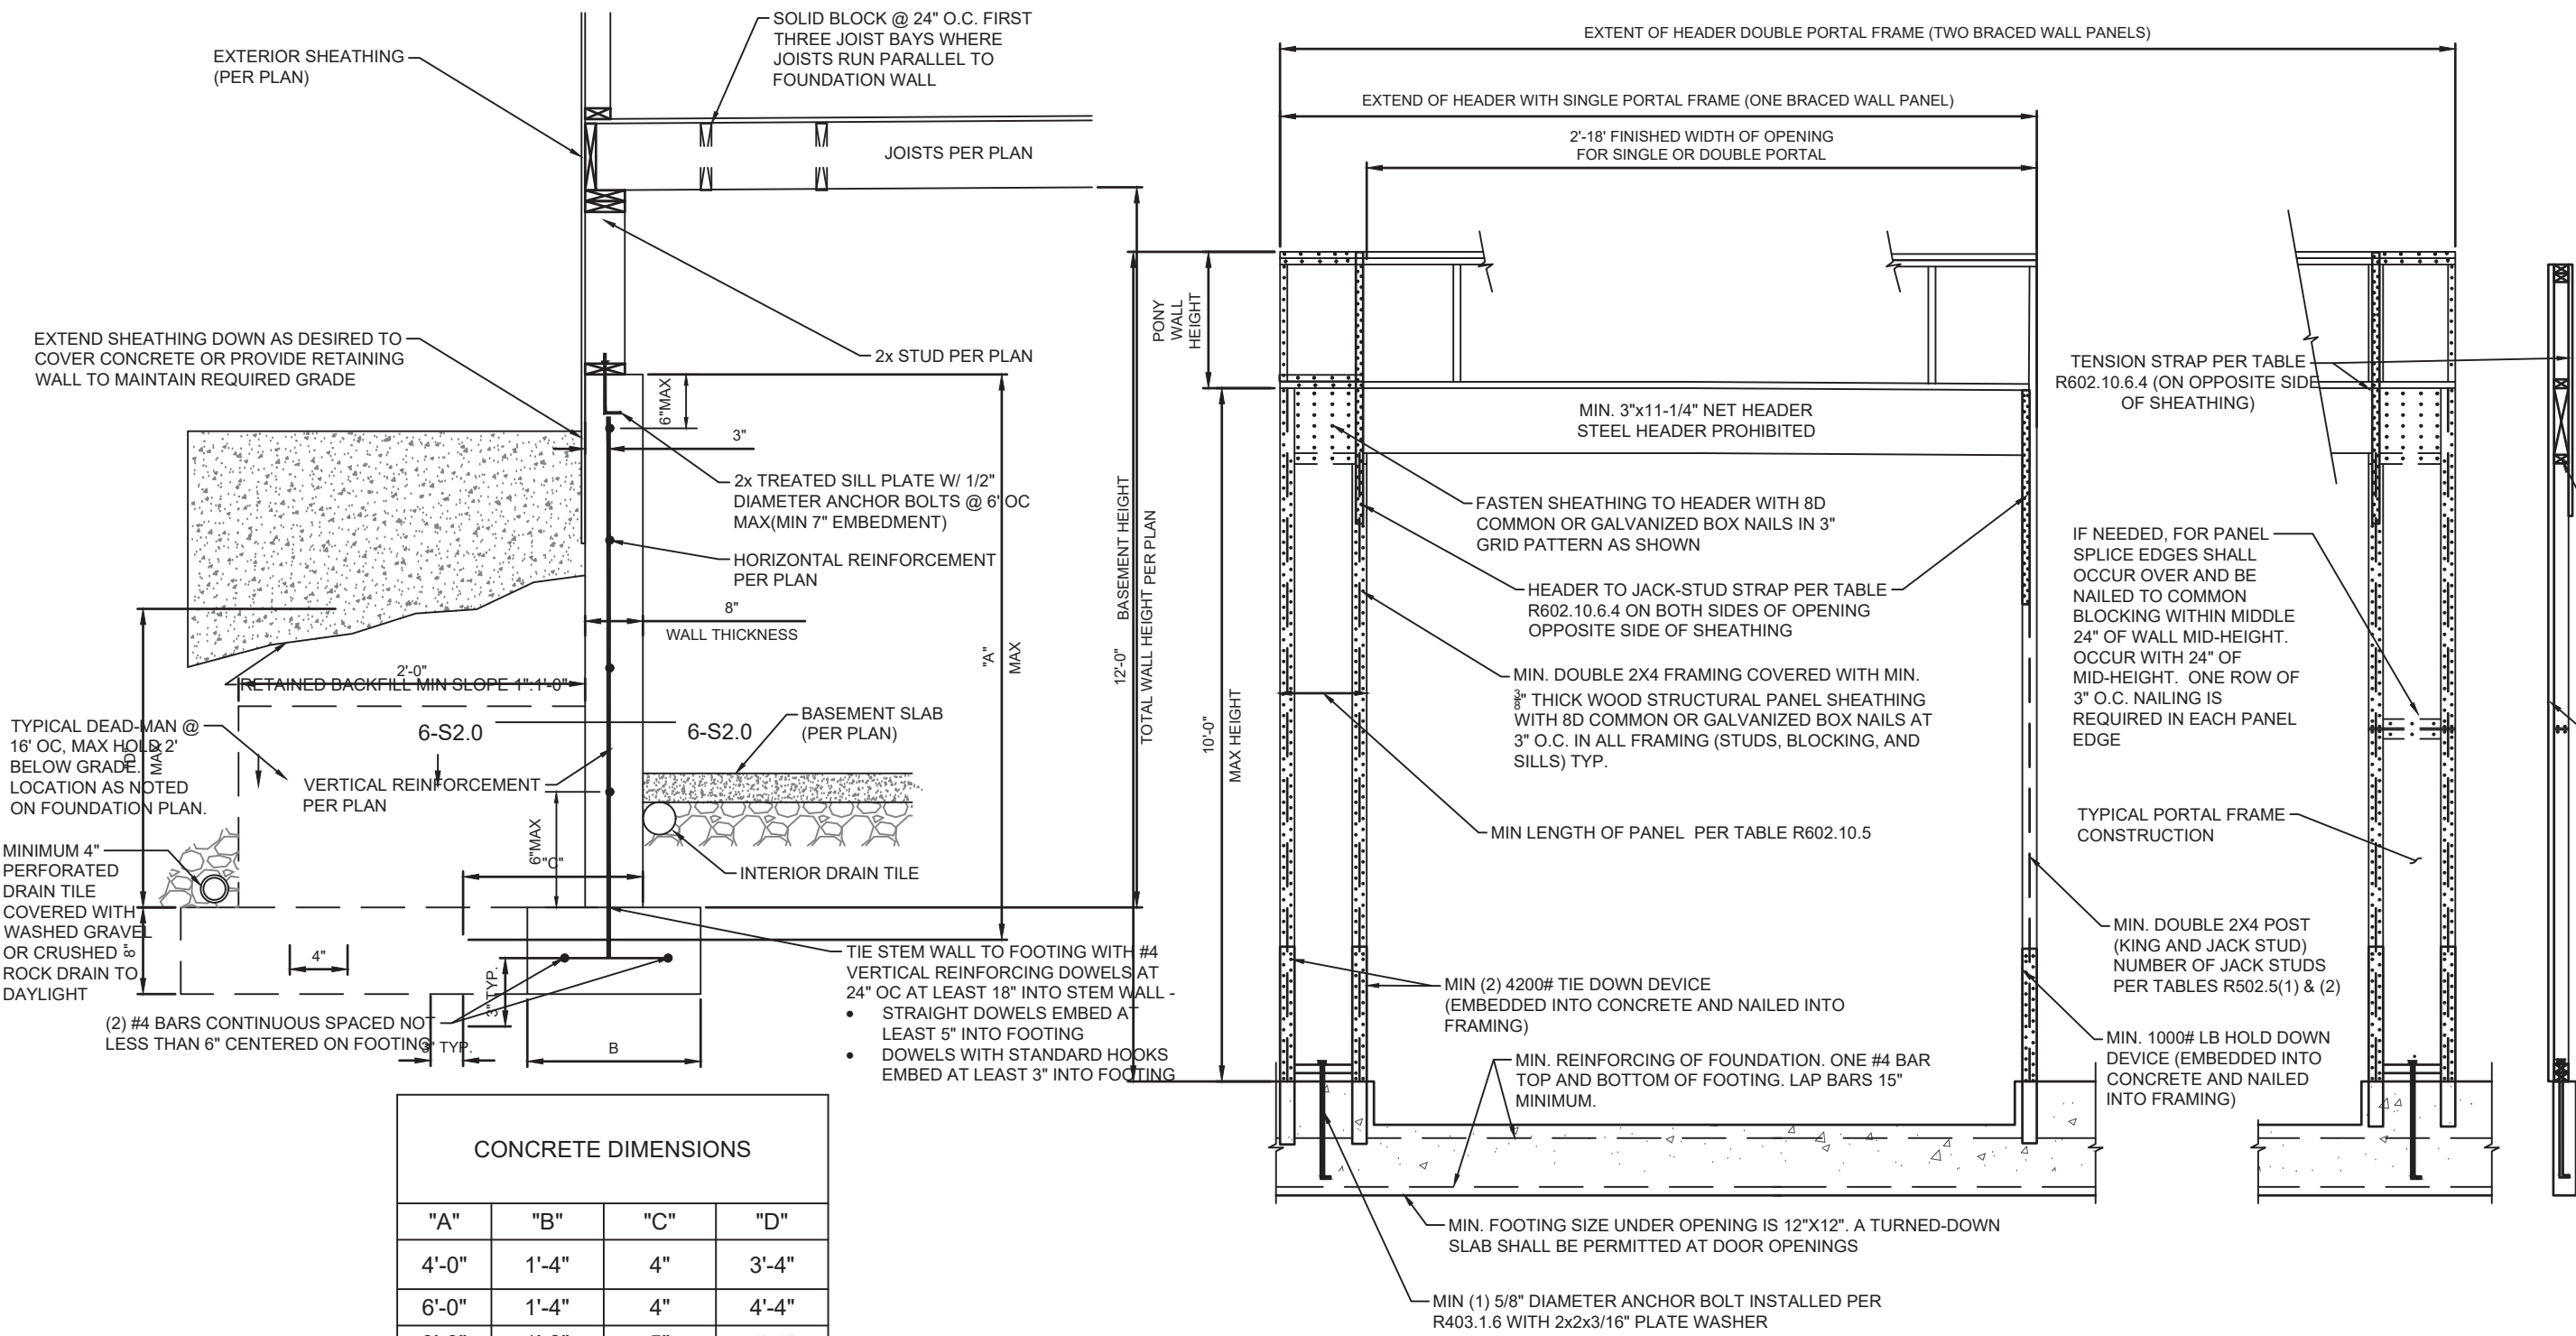 EXTERIOR SHEATHING
(PER PLAN)
SOLID BLOCK @ 24" O.C. FIRST
THREE JOIST BAYS WHERE
JOISTS RUN PARALLEL TO
FOUNDATION WALL
JOISTS PER PLAN
EXTEND SHEATHING DOWN AS DESIRED TO
COVER CONCRETE OR PROVIDE RETAINING
WALL TO MAINTAIN REQUIRED GRADE
2x STUD PER PLAN
6"MAX
3"
2x TREATED SILL PLATE W/ 1/2"
DIAMETER ANCHOR BOLTS @ 6' OC
MAX(MIN 7" EMBEDMENT)
HORIZONTAL REINFORCEMENT
PER PLAN
8"
WALL THICKNESS
"A"
MAX
12'-0"
BASEMENT HEIGHT
TOTAL WALL HEIGHT PER PLAN
2'-0"
RETAINED BACKFILL MIN SLOPE 1":1'-0"
TYPICAL DEAD-MAN @
16' OC, MAX HOLD 2'
BELOW GRADE.
LOCATION AS NOTED
ON FOUNDATION PLAN.
"D"
MAX
6-S2.0
6-S2.0
BASEMENT SLAB
(PER PLAN)
VERTICAL REINFORCEMENT
PER PLAN
6"MAX
"C"
INTERIOR DRAIN TILE
MINIMUM 4"
PERFORATED
DRAIN TILE
COVERED WITH
WASHED GRAVEL
OR CRUSHED
ROCK DRAIN TO
DAYLIGHT
8"
4"
3" TYP.
3" TYP.
B
(2) #4 BARS CONTINUOUS SPACED NOT
LESS THAN 6" CENTERED ON FOOTING
TIE STEM WALL TO FOOTING WITH #4
VERTICAL REINFORCING DOWELS AT
24" OC AT LEAST 18" INTO STEM WALL -
• STRAIGHT DOWELS EMBED AT
LEAST 5" INTO FOOTING
• DOWELS WITH STANDARD HOOKS
EMBED AT LEAST 3" INTO FOOTING
CONCRETE DIMENSIONS
"A" "B" "C" "D"
4'-0" 1'-4" 4" 3'-4"
6'-0" 1'-4" 4" 4'-4"
EXTENT OF HEADER DOUBLE PORTAL FRAME (TWO BRACED WALL PANELS)
EXTEND OF HEADER WITH SINGLE PORTAL FRAME (ONE BRACED WALL PANEL)
2'-18' FINISHED WIDTH OF OPENING
FOR SINGLE OR DOUBLE PORTAL
PONY
WALL
HEIGHT
10'-0"
MAX HEIGHT
MIN. 3"x11-1/4" NET HEADER
STEEL HEADER PROHIBITED
FASTEN SHEATHING TO HEADER WITH 8D
COMMON OR GALVANIZED BOX NAILS IN 3"
GRID PATTERN AS SHOWN
HEADER TO JACK-STUD STRAP PER TABLE
R602.10.6.4 ON BOTH SIDES OF OPENING
OPPOSITE SIDE OF SHEATHING
MIN. DOUBLE 2X4 FRAMING COVERED WITH MIN.
3/8" THICK WOOD STRUCTURAL PANEL SHEATHING
WITH 8D COMMON OR GALVANIZED BOX NAILS AT
3" O.C. IN ALL FRAMING (STUDS, BLOCKING, AND
SILLS) TYP.
MIN LENGTH OF PANEL PER TABLE R602.10.5
MIN (2) 4200# TIE DOWN DEVICE
(EMBEDDED INTO CONCRETE AND NAILED INTO
FRAMING)
MIN. REINFORCING OF FOUNDATION. ONE #4 BAR
TOP AND BOTTOM OF FOOTING. LAP BARS 15"
MINIMUM.
MIN. FOOTING SIZE UNDER OPENING IS 12"X12". A TURNED-DOWN
SLAB SHALL BE PERMITTED AT DOOR OPENINGS
MIN (1) 5/8" DIAMETER ANCHOR BOLT INSTALLED PER
R403.1.6 WITH 2x2x3/16" PLATE WASHER
TENSION STRAP PER TABLE
R602.10.6.4 (ON OPPOSITE SIDE
OF SHEATHING)
IF NEEDED, FOR PANEL
SPLICE EDGES SHALL
OCCUR OVER AND BE
NAILED TO COMMON
BLOCKING WITHIN MIDDLE
24" OF WALL MID-HEIGHT.
OCCUR WITH 24" OF
MID-HEIGHT. ONE ROW OF
3" O.C. NAILING IS
REQUIRED IN EACH PANEL
EDGE
TYPICAL PORTAL FRAME
CONSTRUCTION
MIN. DOUBLE 2X4 POST
(KING AND JACK STUD)
NUMBER OF JACK STUDS
PER TABLES R502.5(1) & (2)
MIN. 1000# LB HOLD DOWN
DEVICE (EMBEDDED INTO
CONCRETE AND NAILED
INTO FRAMING)